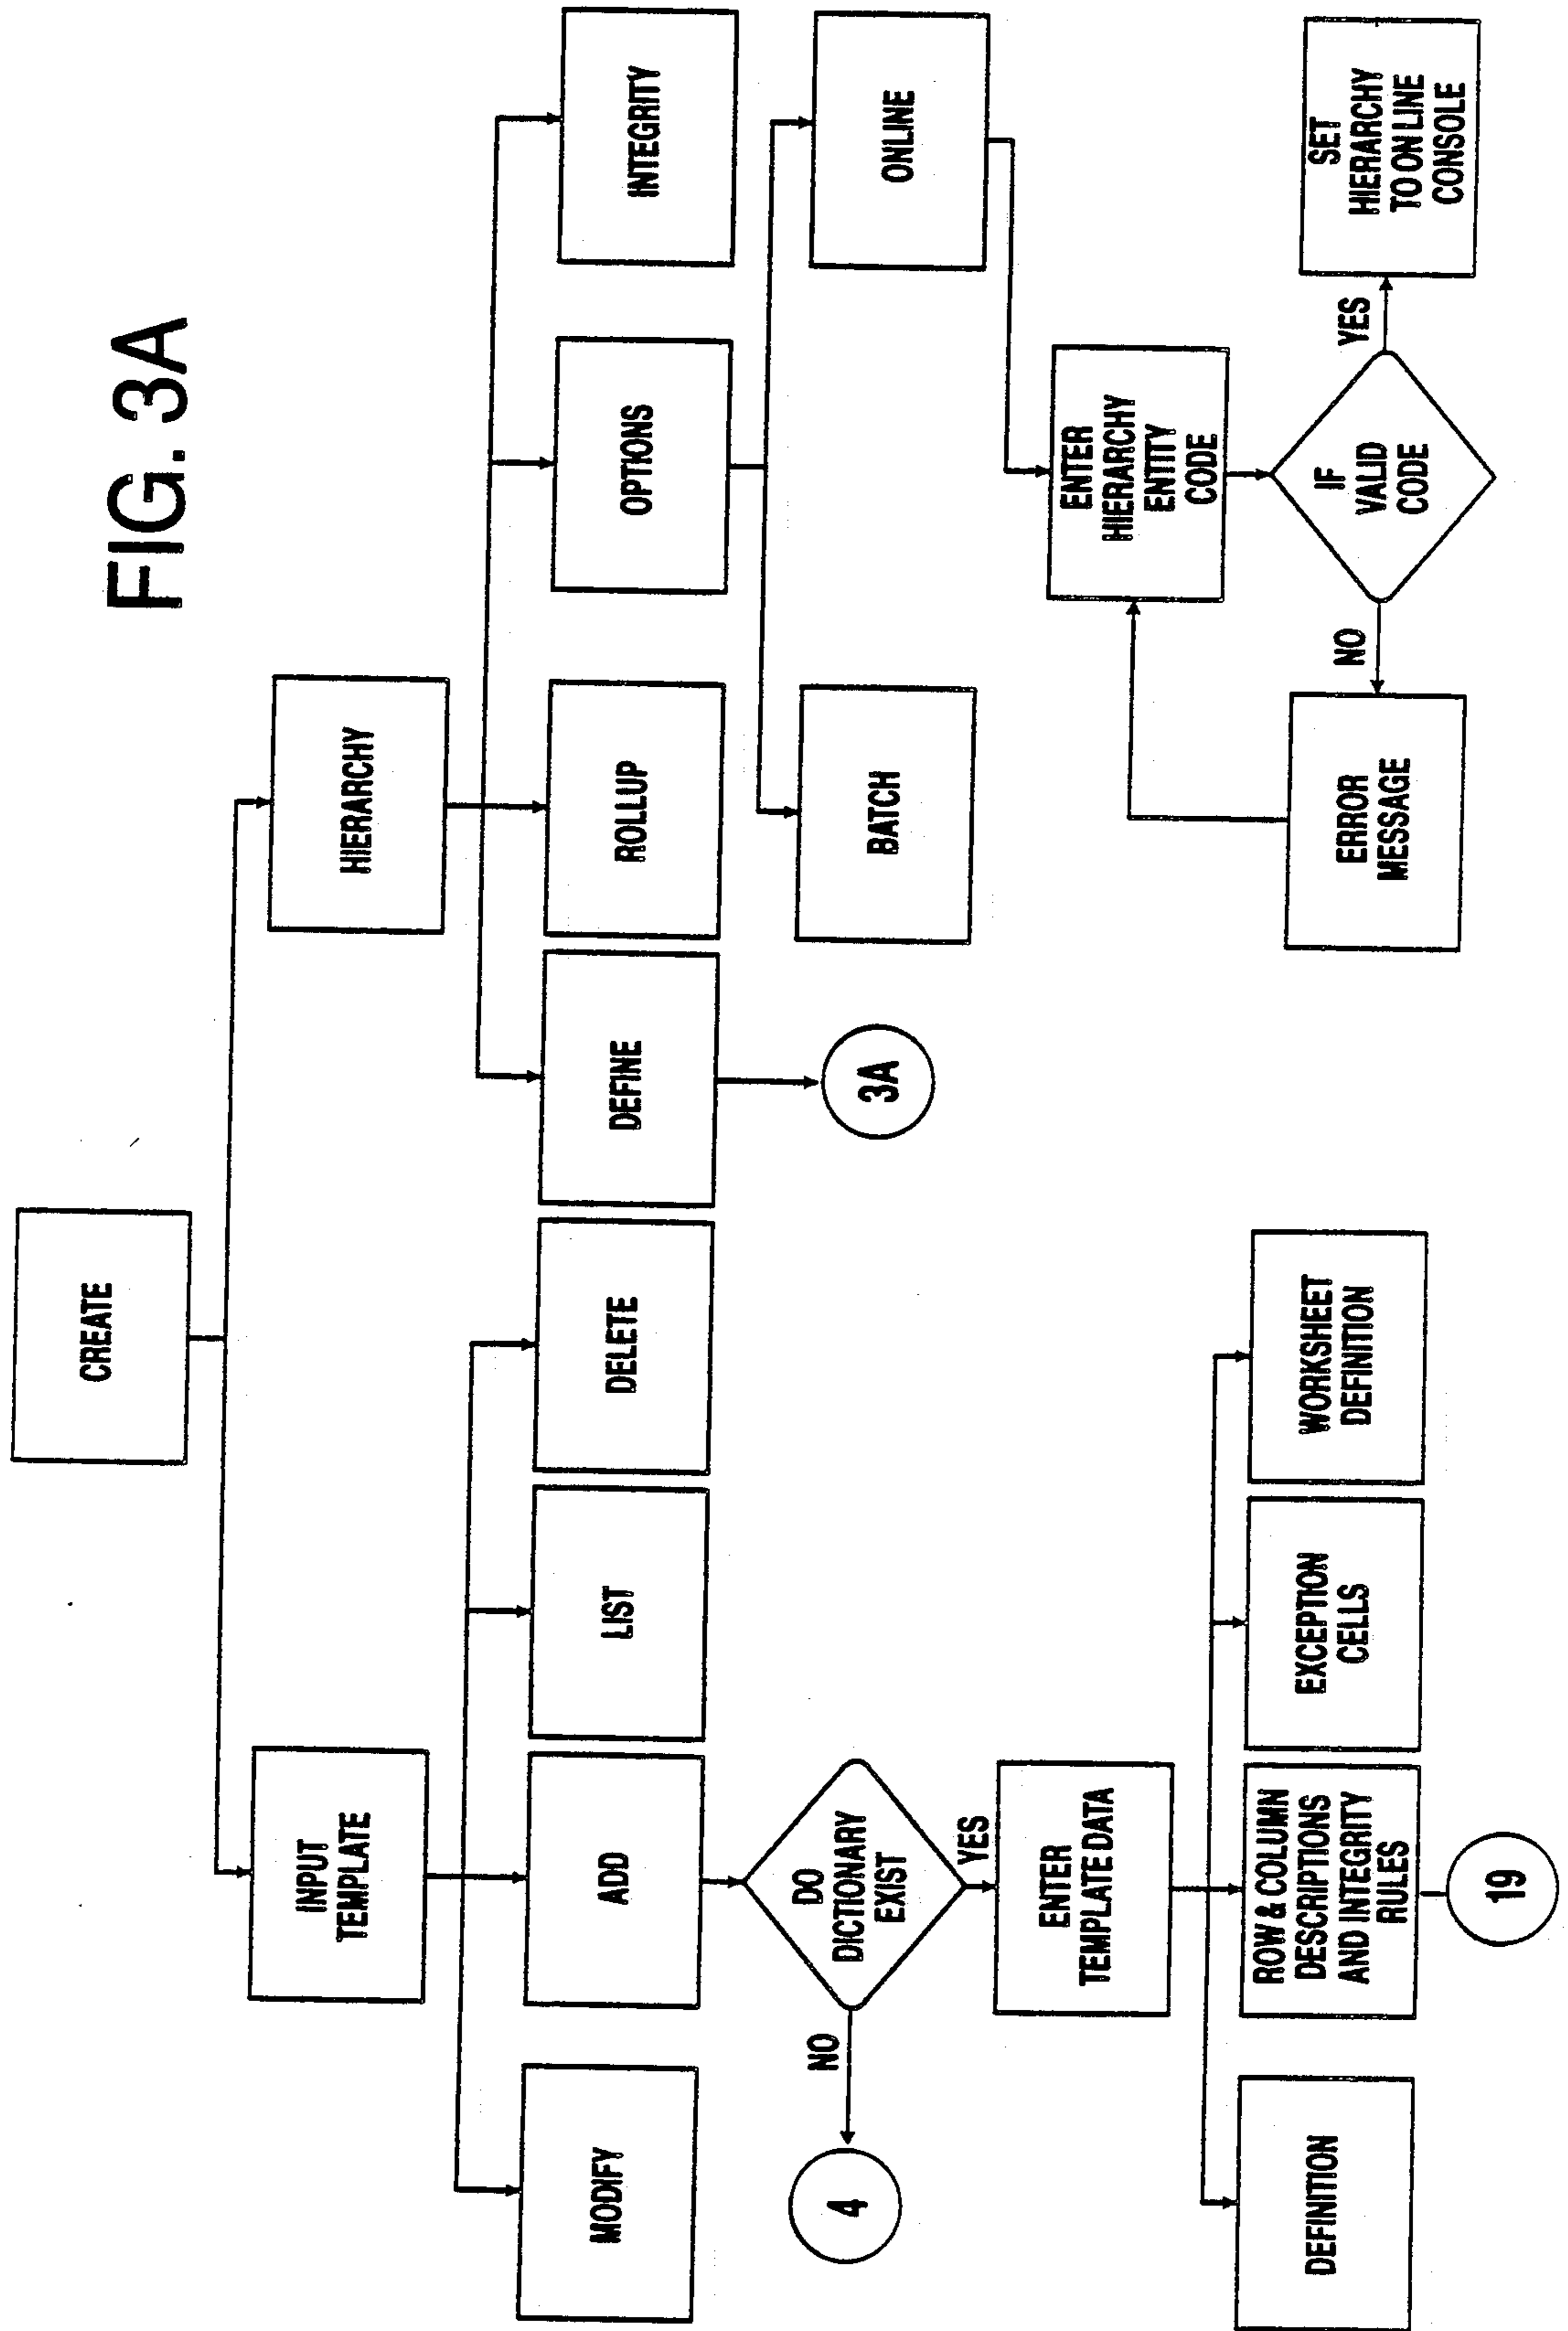 FIG. 3A
CREATE
INPUT
TEMPLATE
HIERARCHY
MODIFY
ADD
LIST
DELETE
DEFINE
ROLLUP
OPTIONS
INTEGRITY
DO
DICTIONARY
EXIST
NO
4
YES
3A
BATCH
ONLINE
ENTER
TEMPLATE DATA
ENTER
HIERARCHY
ENTITY
CODE
DEFINITION
ROW & COLUMN
DESCRIPTIONS
AND INTEGRITY
RULES
EXCEPTION
CELLS
WORKSHEET
DEFINITION
19
ERROR
MESSAGE
NO
IF
VALID
CODE
YES
SET
HIERARCHY
TO ON LINE
CONSOLE